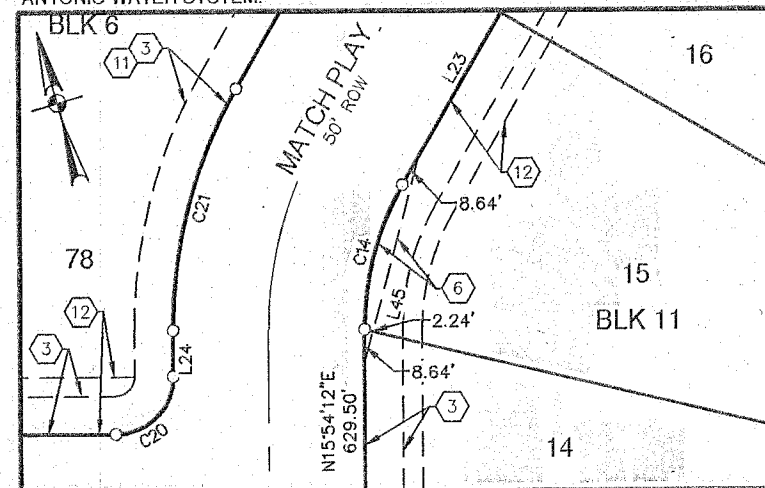 ANTONIO WATER SYSTEM.
BLK 6
11
3
MATCH PLAY
50' ROW
L23
16
12
8.64'
C21
C14
78
6
15
BLK 11
12
L45
2.24'
3
L24
8.64'
N15°54'12"E
629.50'
3
C20
14